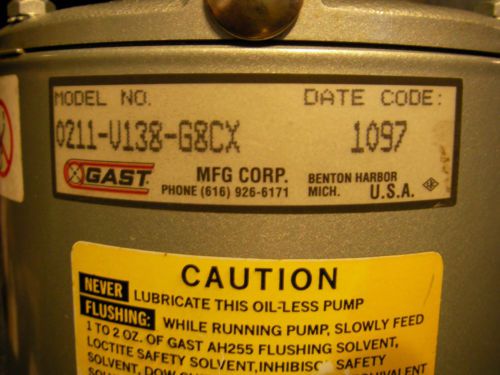 MODEL NO. DATE CODE:
0211-V138-G8CX 1097
GAST MFG CORP. BENTON HARBOR
PHONE (616) 926-6171 MICH. U.S.A.
CAUTION
NEVER LUBRICATE THIS OIL-LESS PUMP
FLUSHING: WHILE RUNNING PUMP, SLOWLY FEED
1 TO 2 OZ. OF GAST AH255 FLUSHING SOLVENT,
LOCTITE SAFETY SOLVENT, INHIBISOL SAFETY
SOLVENT, DOW